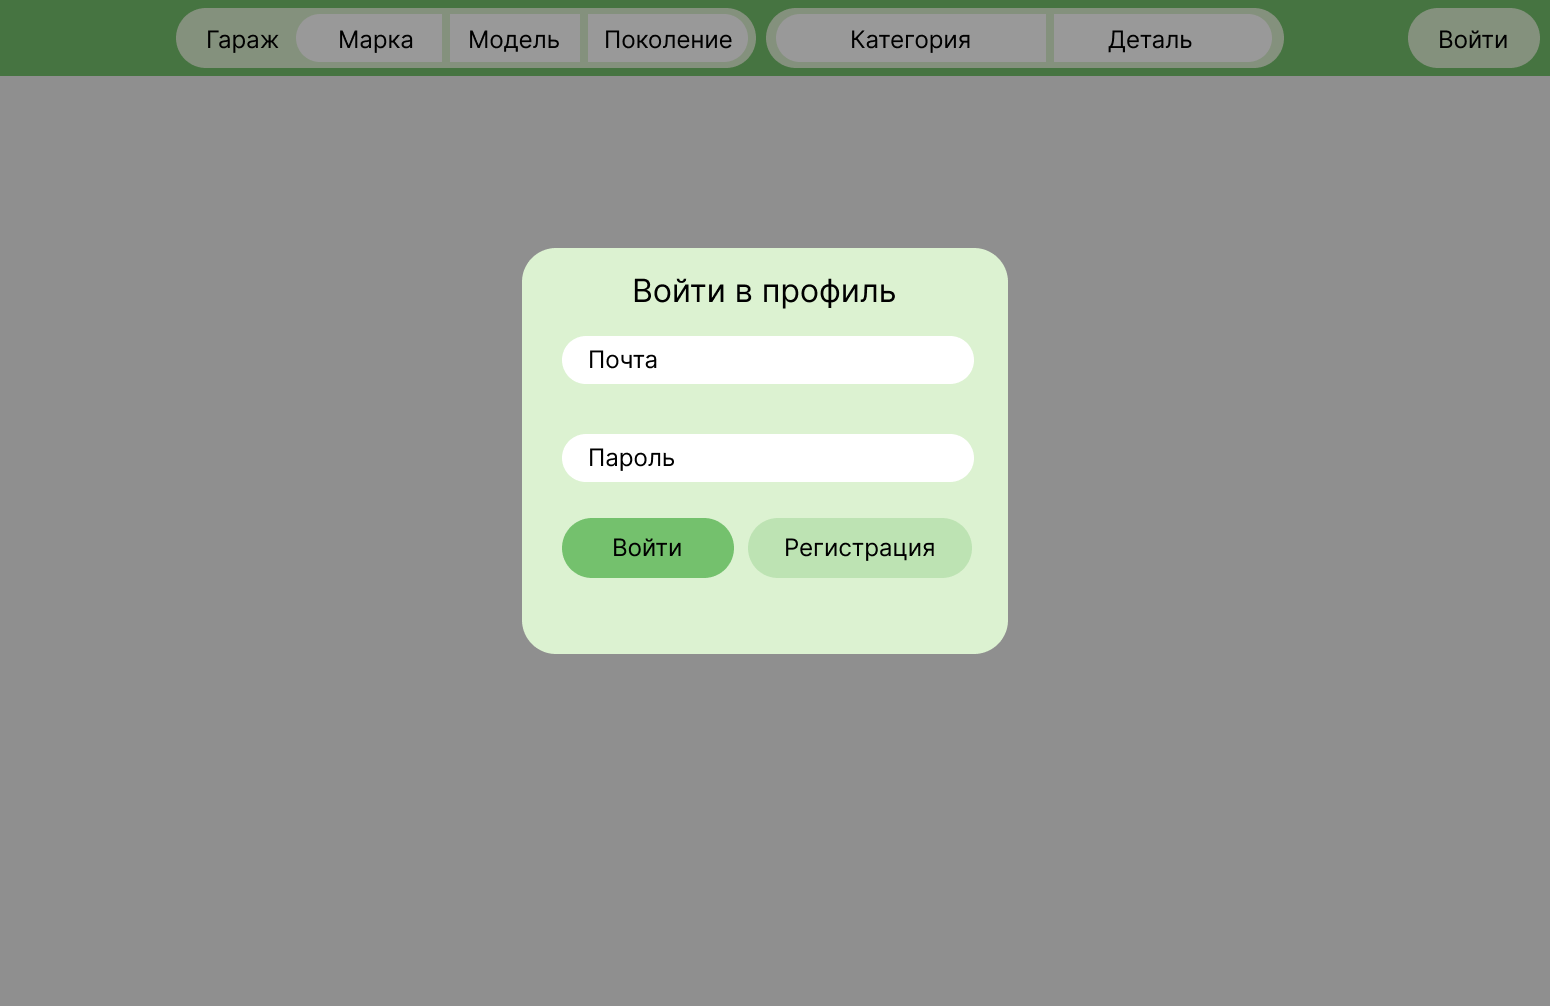 Гараж Марка Модель Поколение Категория Деталь Войти
Войти в профиль
Почта
Пароль
Войти Регистрация